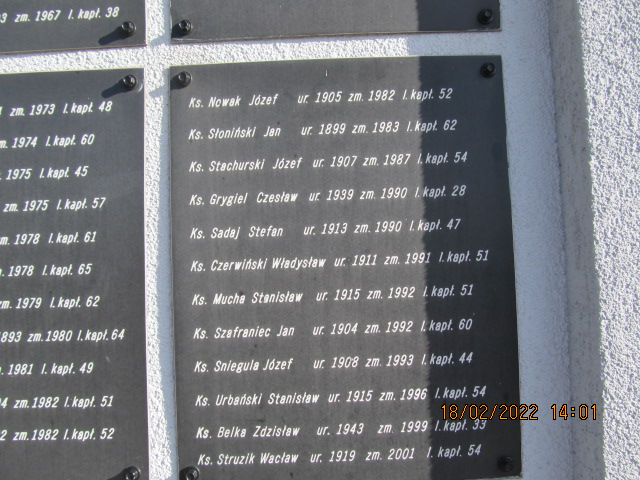 zm. 1967 l.kapł. 38
zm. 1973 l.kapł. 48
zm. 1974 l.kapł. 60
1975 l.kapł. 45
zm. 1975 l.kapł. 57
zm. 1978 l.kapł. 61
1978 l.kapł. 65
zm. 1979 l.kapł. 62
1893 zm.1980 l.kapł.64
1981 l.kapł. 49
zm.1982 l.kapł. 51
zm.1982 l.kapł. 52
Ks. Nowak Józef ur. 1905 zm. 1982 l.kapł. 52
Ks. Słoniński Jan ur. 1899 zm. 1983 l.kapł. 62
Ks. Stachurski Józef ur. 1907 zm. 1987 l.kapł. 54
Ks. Grygiel Czesław ur. 1939 zm. 1990 l.kapł. 28
Ks. Sadaj Stefan ur. 1913 zm. 1990 l.kapł. 47
Ks. Czerwiński Władysław ur. 1911 zm. 1991 l.kapł. 51
Ks. Mucha Stanisław ur. 1915 zm. 1992 l.kapł. 51
Ks. Szafraniec Jan ur. 1904 zm. 1992 l.kapł. 60
Ks. Snieguła Józef ur. 1908 zm. 1993 l.kapł. 44
Ks. Urbański Stanisław ur. 1915 zm. 1996 l.kapł. 54
Ks. Belka Zdzisław ur. 1943 zm. 1999 l.kapł. 33
Ks. Struzik Wacław ur. 1919 zm. 2001 l.kapł. 54
18/02/2022 14:01